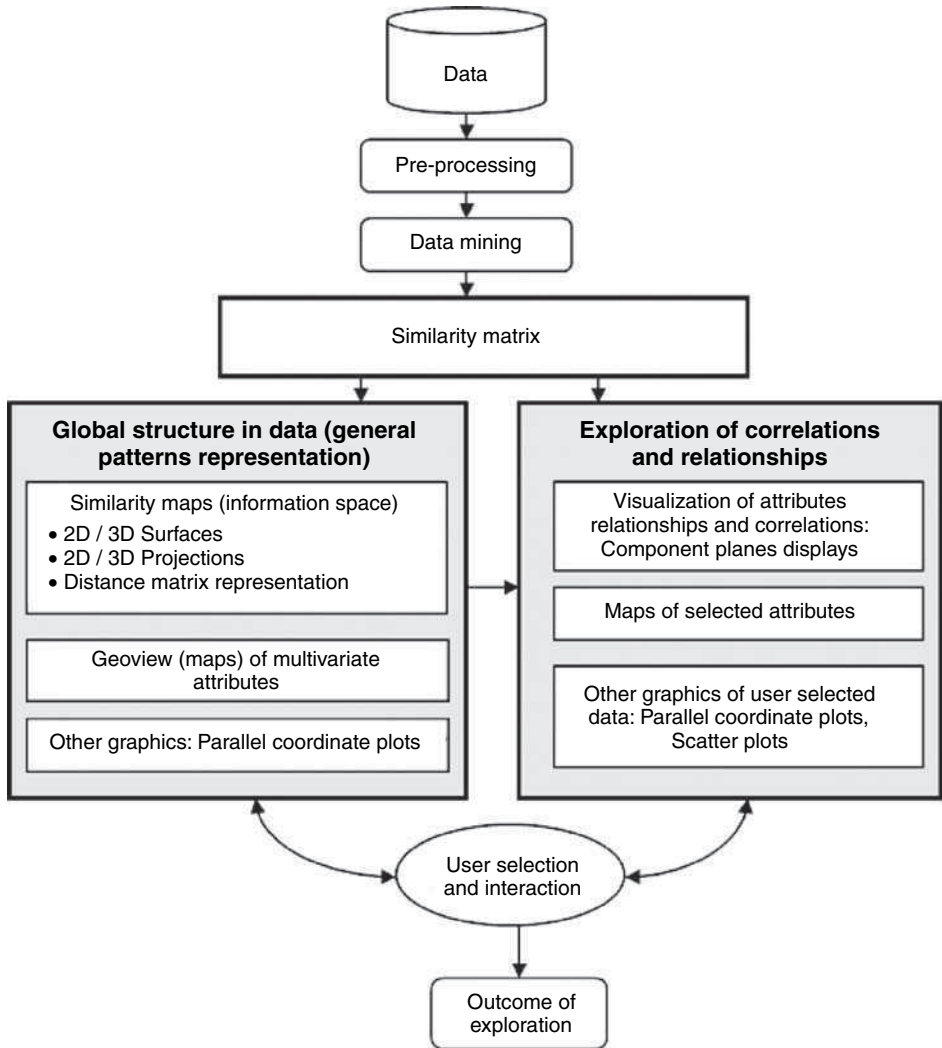 Data
Pre-processing
Data mining
Similarity matrix
Global structure in data (general
patterns representation)
Similarity maps (information space)
• 2D / 3D Surfaces
• 2D / 3D Projections
• Distance matrix representation
Geoview (maps) of multivariate
attributes
Other graphics: Parallel coordinate plots
Exploration of correlations
and relationships
Visualization of attributes
relationships and correlations:
Component planes displays
Maps of selected attributes
Other graphics of user selected
data: Parallel coordinate plots,
Scatter plots
User selection
and interaction
Outcome of
exploration